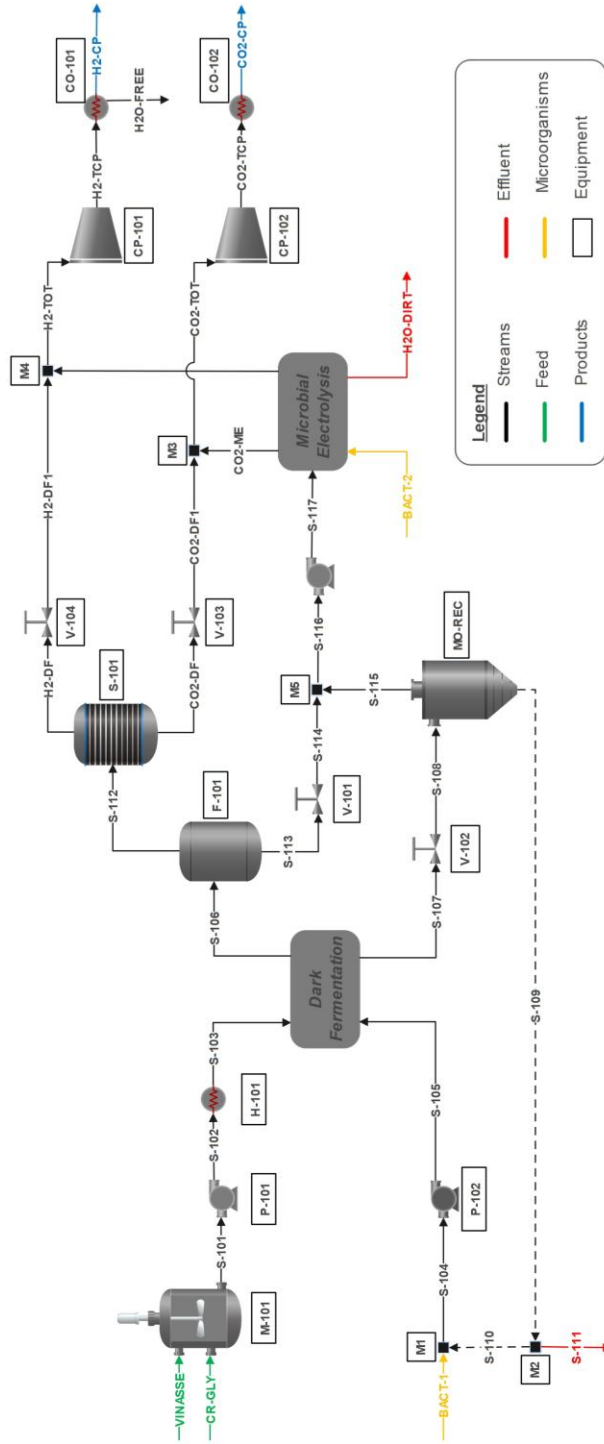 VINASSE
CR-GLY
M-101
S-101
P-101
S-102
H-101
S-103
BACT-1
M1
S-104
P-102
S-105
S-110
M2
S-111
Dark
Fermentation
S-106
F-101
S-112
S-113
S-101
H2-DF
V-104
H2-DF1
M4
H2-TOT
CP-101
H2-TCP
CO-101
H2-CP
H2O-FREE
CO2-DF
V-103
CO2-DF1
M3
CO2-TOT
CP-102
CO2-TCP
CO-102
CO2-CP
V-101
S-114
M5
S-116
S-117
S-115
CO2-ME
Microbial
Electrolysis
BACT-2
H2O-DIRT
S-107
V-102
S-108
MO-REC
S-109
Legend
Streams
Effluent
Feed
Microorganisms
Products
Equipment